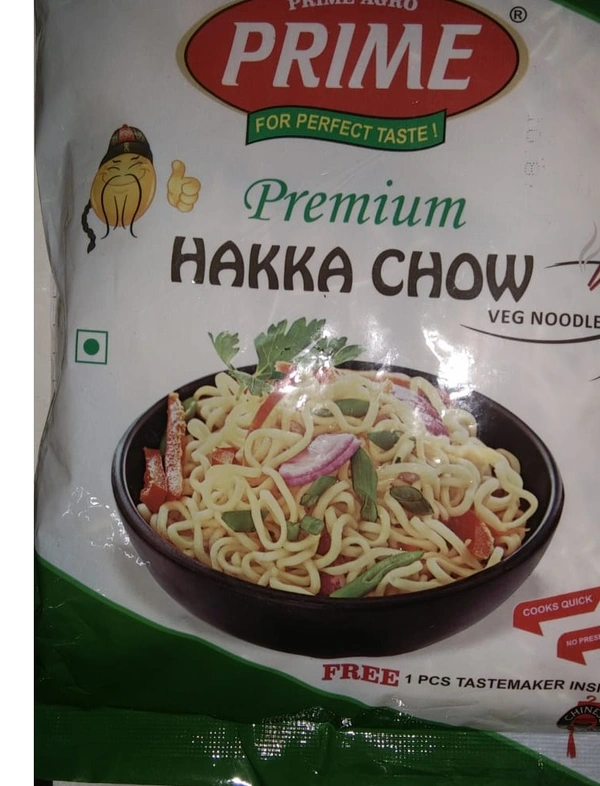 PRIME AGRO
PRIME ®
FOR PERFECT TASTE !
Premium
HAKKA CHOW
VEG NOODLE
COOKS QUICK
NO PRES
FREE 1 PCS TASTEMAKER INSI
CHINE